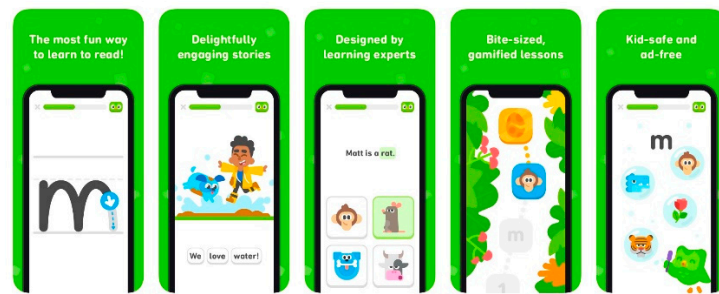 The most fun way
to learn to read!
m
Delightfully
engaging stories
We love water!
Designed by
learning experts
Matt is a rat.
Bite-sized,
gamified lessons
m
1
Kid-safe and
ad-free
m